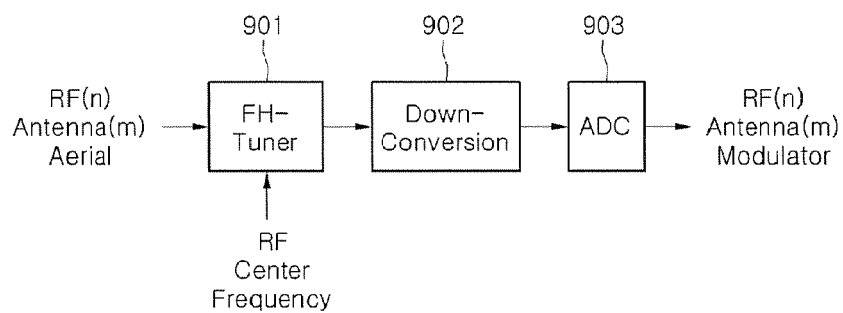 901
902
903
RF(n)
Antenna(m)
Aerial
FH-
Tuner
Down-
Conversion
ADC
RF(n)
Antenna(m)
Modulator
RF
Center
Frequency